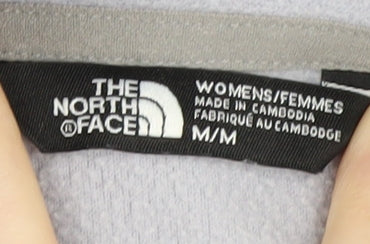 THE
NORTH
®FACE
WOMENS/FEMMES
MADE IN CAMBODIA
FABRIQUÉ AU CAMBODGE
M/M